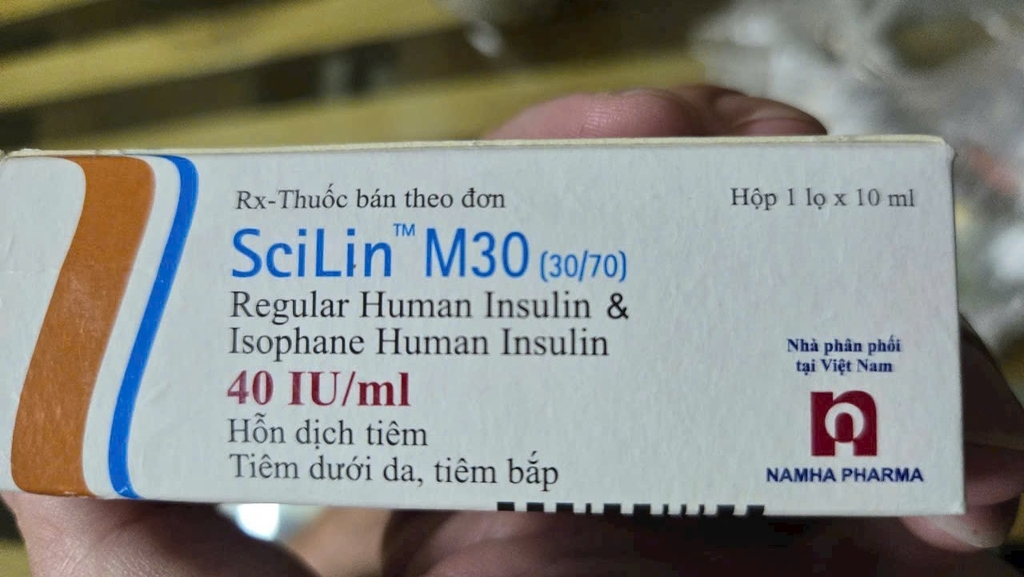 Rx-Thuốc bán theo đơn
Hộp 1 lọ x 10 ml
SciLin™ M30 (30/70)
Regular Human Insulin &
Isophane Human Insulin
40 IU/ml
Hỗn dịch tiêm
Tiêm dưới da, tiêm bắp
Nhà phân phối
tại Việt Nam
n
NAMHA PHARMA